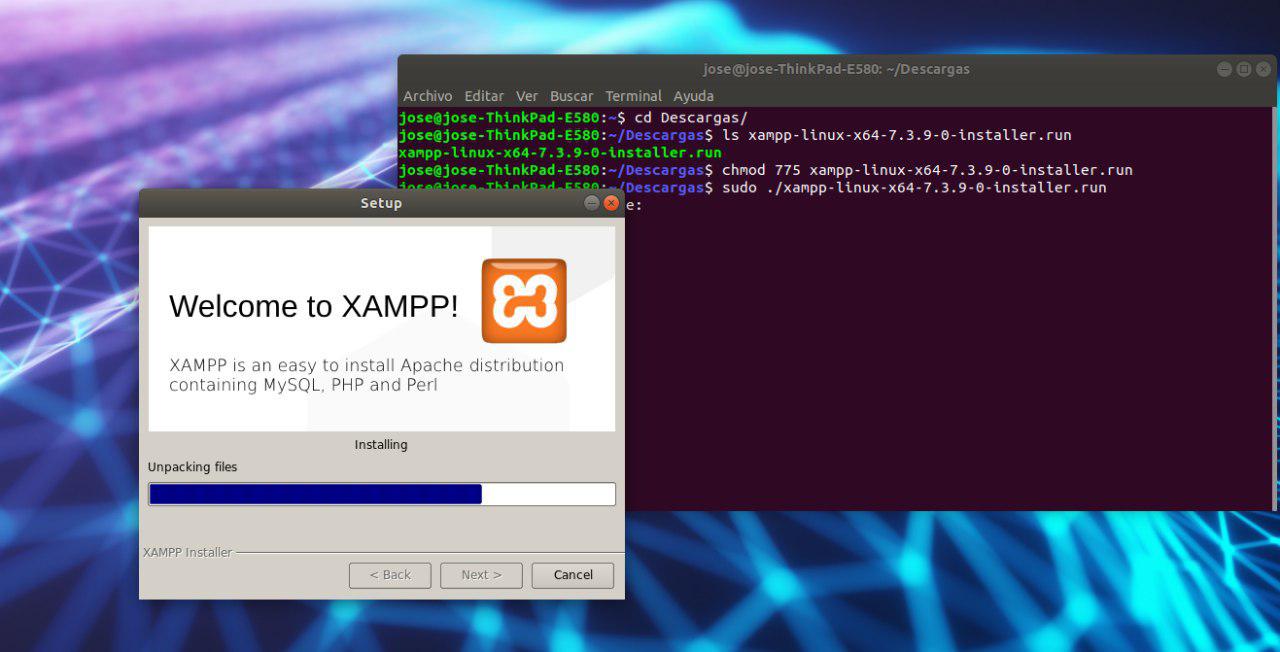 jose@jose-ThinkPad-E580: ~/Descargas
Archivo Editar Ver Buscar Terminal Ayuda
jose@jose-ThinkPad-E580:~$ cd Descargas/
jose@jose-ThinkPad-E580:~/Descargas$ ls xampp-linux-x64-7.3.9-0-installer.run
xampp-linux-x64-7.3.9-0-installer.run
jose@jose-ThinkPad-E580:~/Descargas$ chmod 775 xampp-linux-x64-7.3.9-0-installer.run
jose@jose-ThinkPad-E580:~/Descargas$ sudo ./xampp-linux-x64-7.3.9-0-installer.run
e:
Setup
Welcome to XAMPP!
XAMPP is an easy to install Apache distribution
containing MySQL, PHP and Perl
Installing
Unpacking files
XAMPP Installer
< Back Next > Cancel